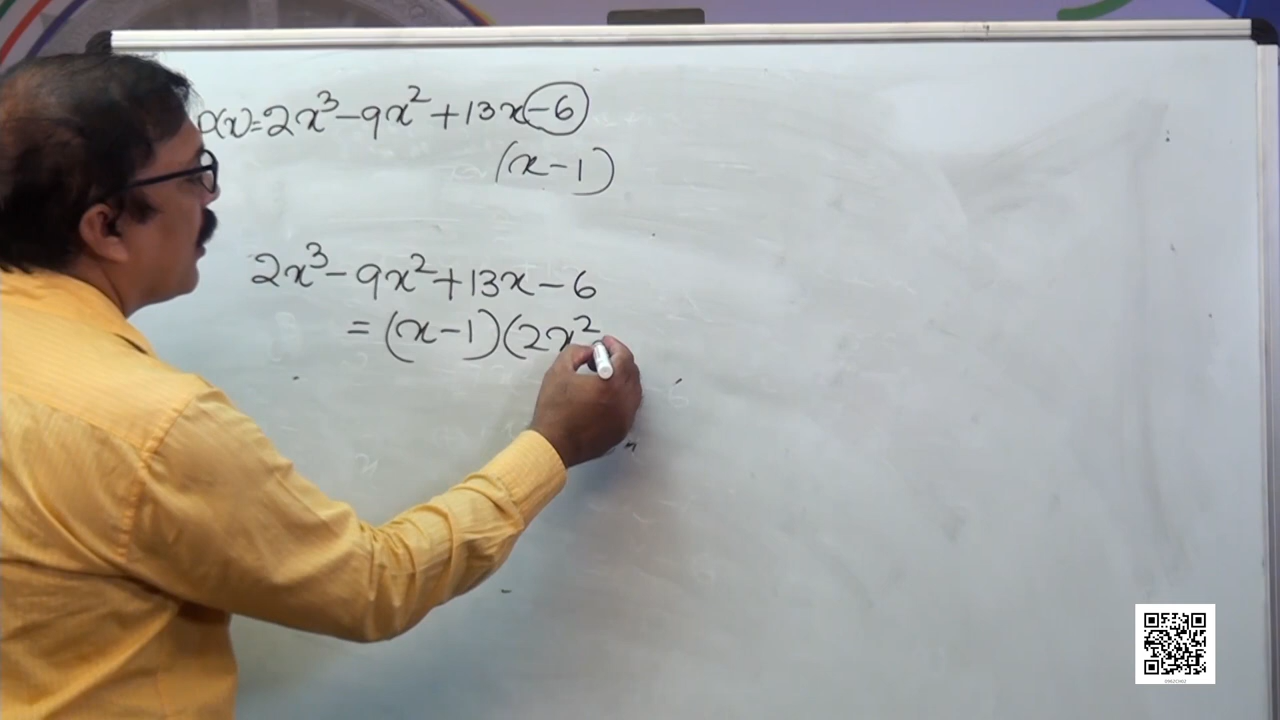 p(x)=2x³-9x²+13x-6
(x-1)
2x³-9x²+13x-6
=(x-1)(2x²